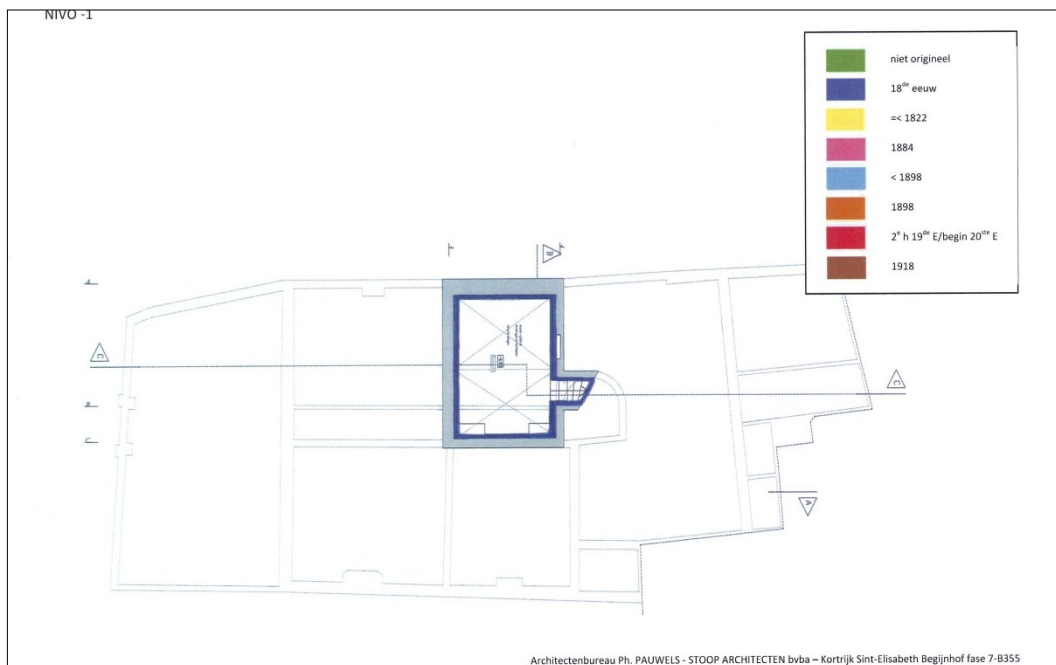 NIVO -1
niet origineel
18de eeuw
=< 1822
1884
< 1898
1898
2e h 19de E/begin 20ste E
1918
B
C
C
A
Architectenbureau Ph. PAUWELS - STOOP ARCHITECTEN bvba – Kortrijk Sint-Elisabeth Begijnhof fase 7-B355